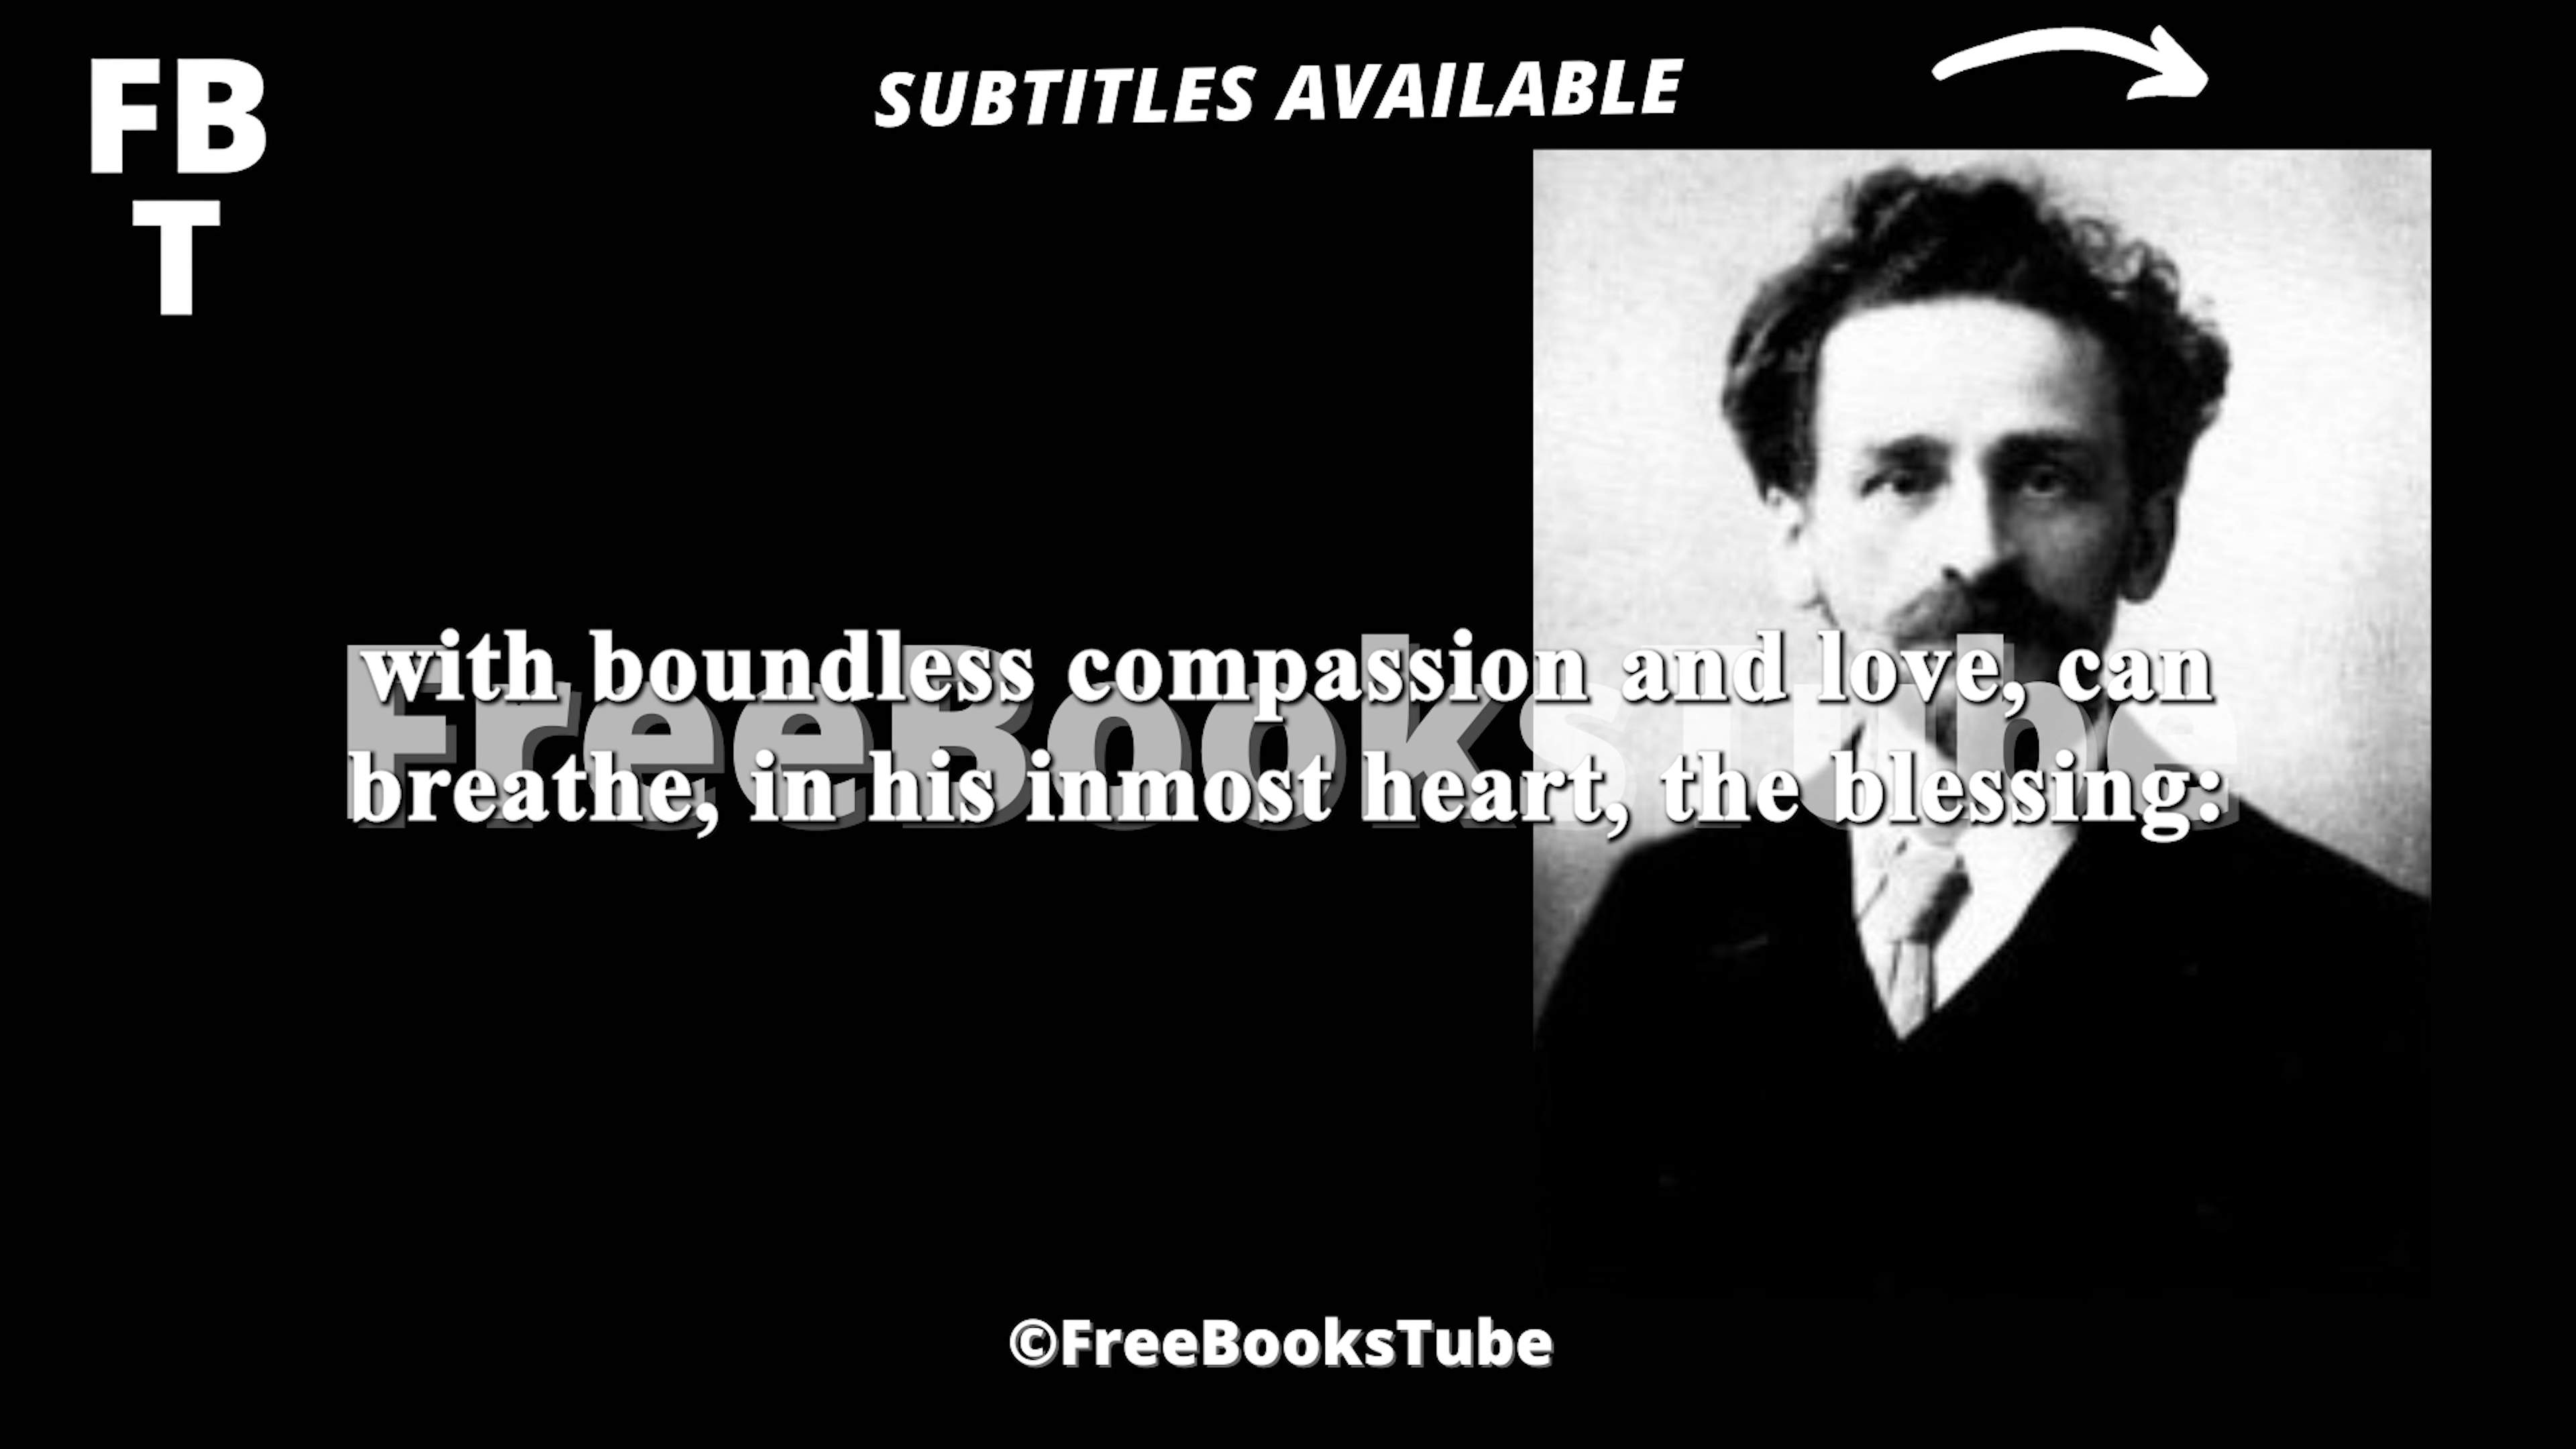 FB
T
SUBTITLES AVAILABLE
FreeBooksTube
with boundless compassion and love, can
breathe, in his inmost heart, the blessing:
©FreeBooksTube